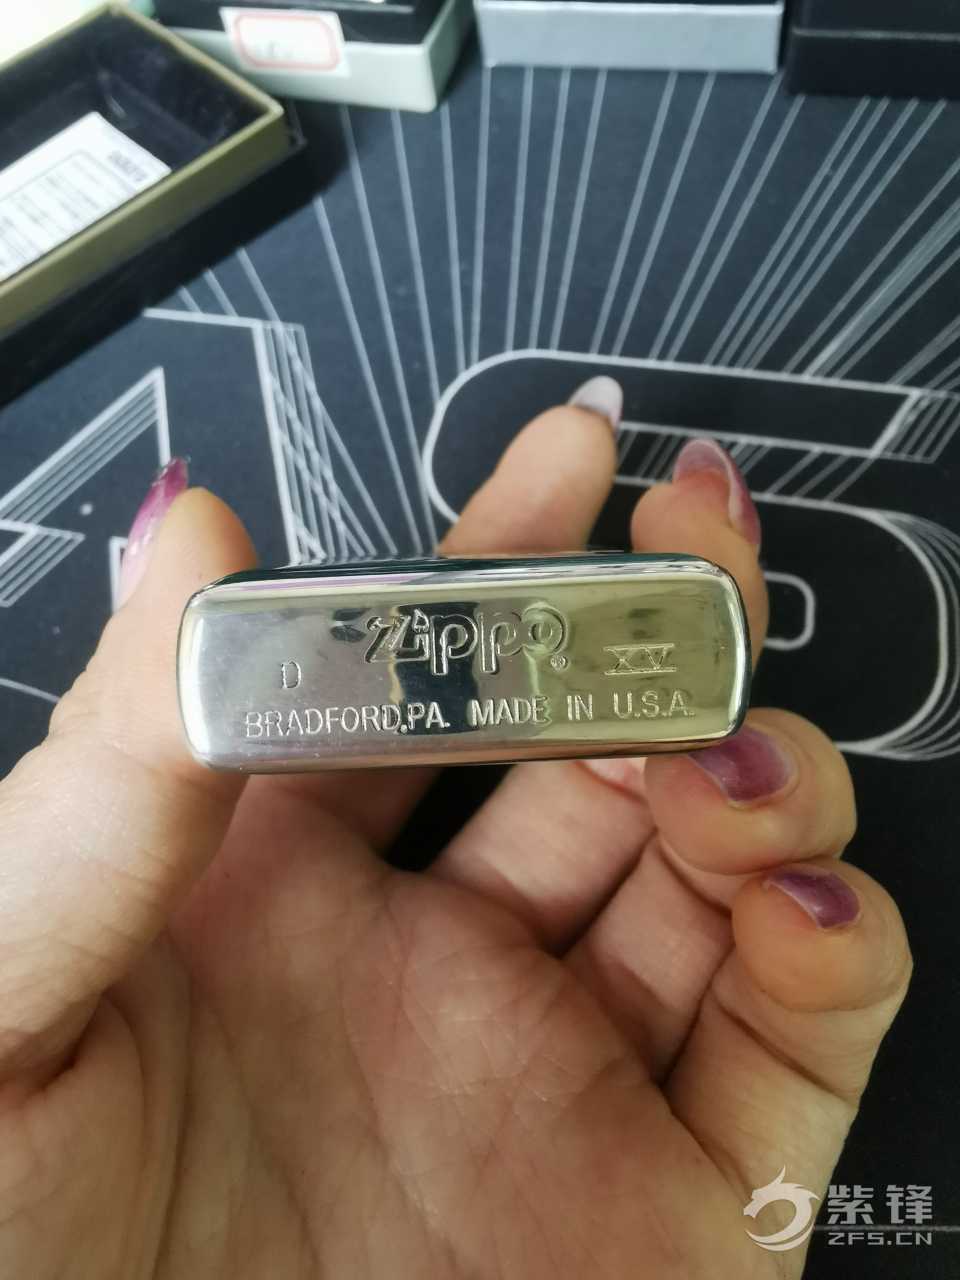 Zippo®
D XV
BRADFORD,PA. MADE IN U.S.A.
紫锋
ZFS.CN